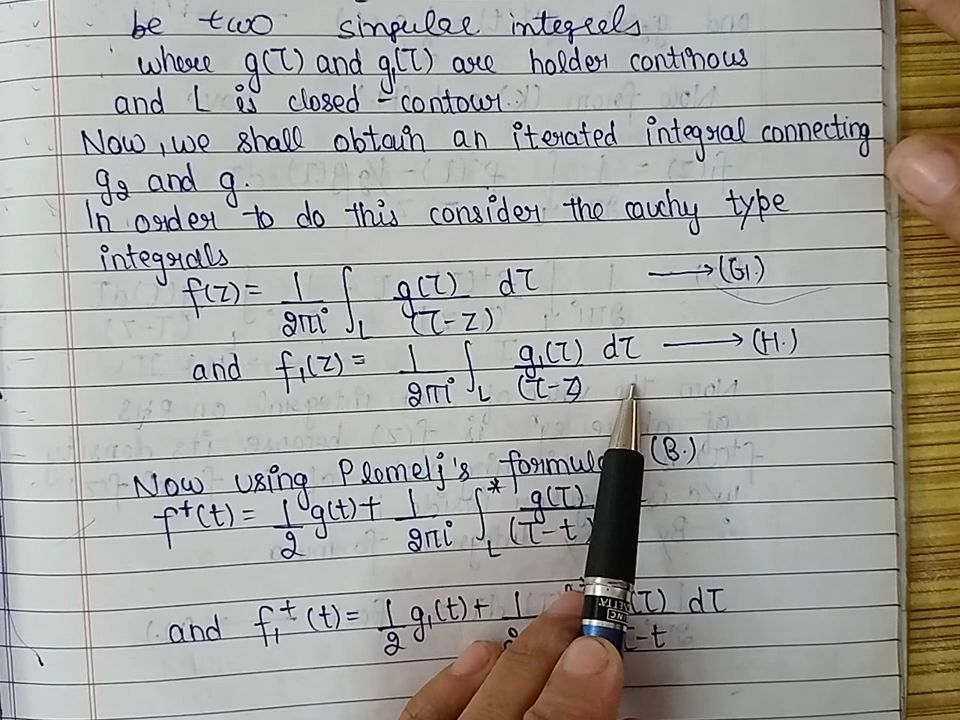 be two singular integrals
where g(τ) and g₁(τ) are holder continous
and L is closed-contour.
Now, we shall obtain an iterated integral connecting
g₂ and g.
In order to do this consider the cauchy type
integrals
f(z) = 1/2πi ∫_L g(τ)/(τ-z) dτ ⟶ (G.)
and f₁(z) = 1/2πi ∫_L g₁(τ)/(τ-z) dτ ⟶ (H.)
Now using Plemelj's formula (B.)
f⁺(t) = 1/2 g(t) + 1/2πi ∫*_L g(τ)/(τ-t)
and f₁⁺(t) = 1/2 g₁(t) + (τ) dτ